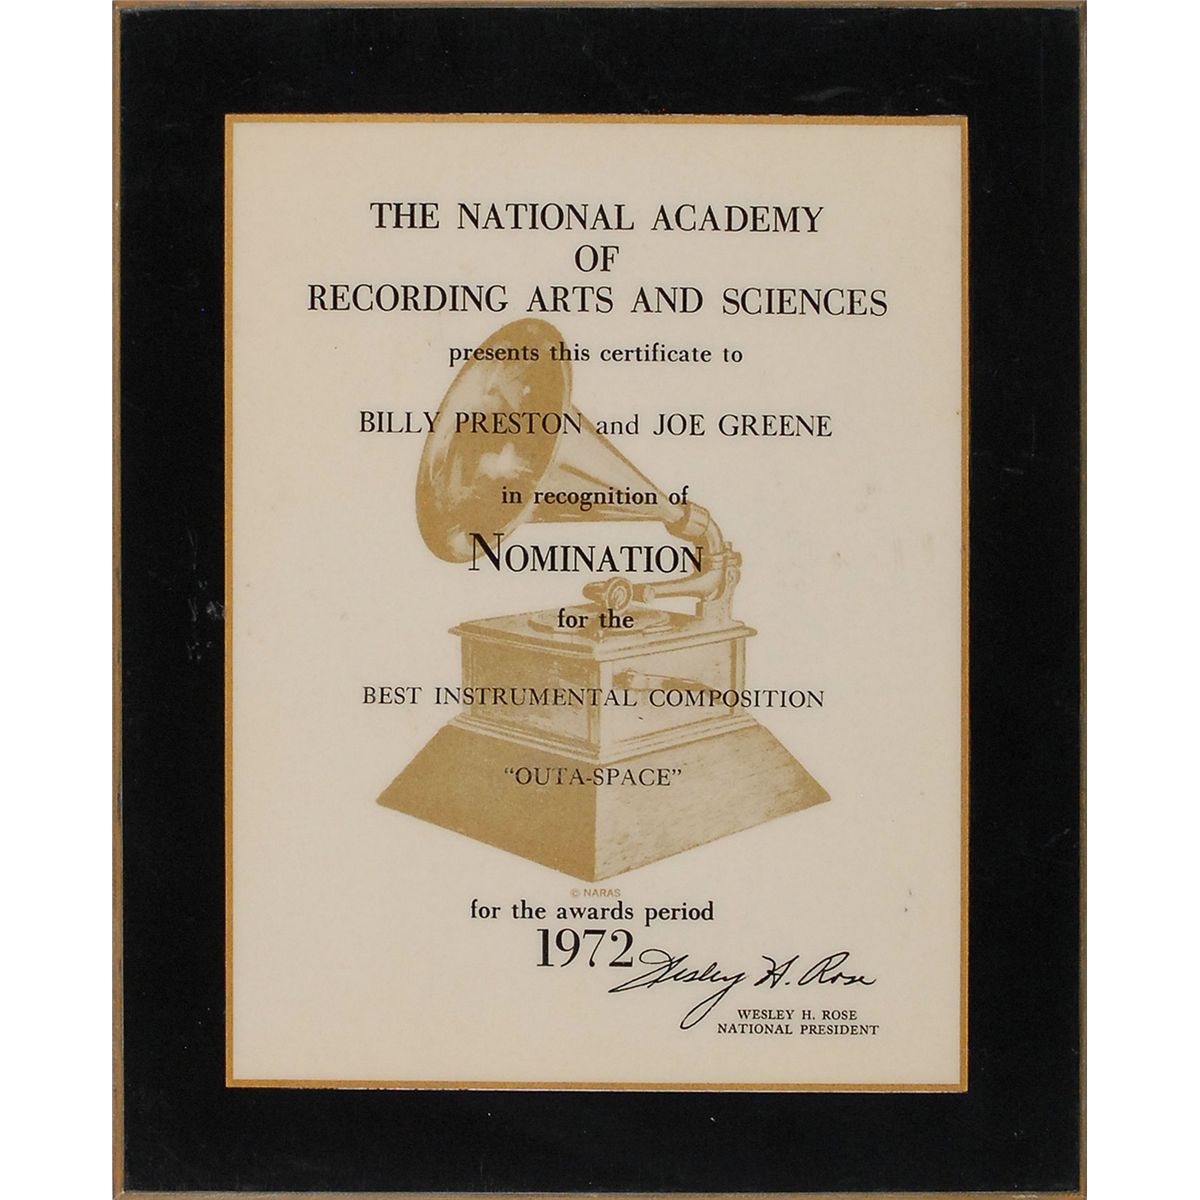 THE NATIONAL ACADEMY
OF
RECORDING ARTS AND SCIENCES
presents this certificate to
BILLY PRESTON and JOE GREENE
in recognition of
NOMINATION
for the
BEST INSTRUMENTAL COMPOSITION
"OUTA-SPACE"
© NARAS
for the awards period
1972
Wesley H. Rose
WESLEY H. ROSE
NATIONAL PRESIDENT